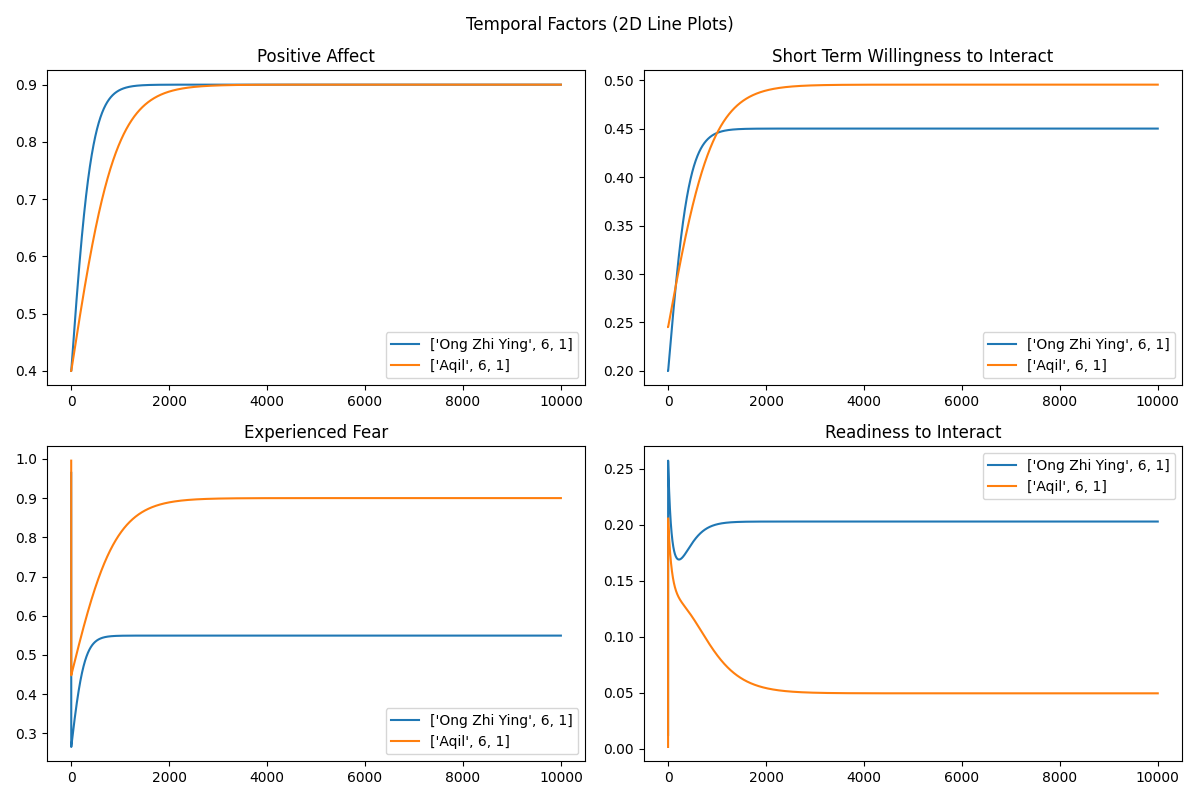 Temporal Factors (2D Line Plots)
Positive Affect
0.9
0.8
0.7
0.6
0.5
0.4
0 2000 4000 6000 8000 10000
['Ong Zhi Ying', 6, 1]
['Aqil', 6, 1]
Short Term Willingness to Interact
0.50
0.45
0.40
0.35
0.30
0.25
0.20
0 2000 4000 6000 8000 10000
['Ong Zhi Ying', 6, 1]
['Aqil', 6, 1]
Experienced Fear
1.0
0.9
0.8
0.7
0.6
0.5
0.4
0.3
0 2000 4000 6000 8000 10000
['Ong Zhi Ying', 6, 1]
['Aqil', 6, 1]
Readiness to Interact
0.25
0.20
0.15
0.10
0.05
0.00
0 2000 4000 6000 8000 10000
['Ong Zhi Ying', 6, 1]
['Aqil', 6, 1]